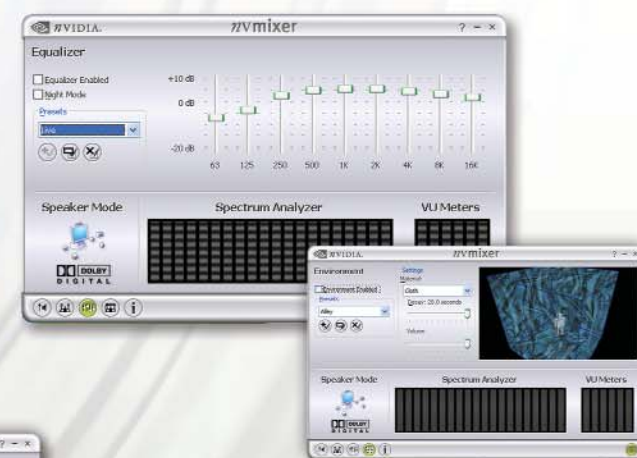 NVIDIA. nVmixer ? - ×
Equalizer
Equalizer Enabled
Night Mode
Presets
Live
+10 dB
0 dB
-20 dB
63 125 250 500 1K 2K 4K 8K 16K
Speaker Mode Spectrum Analyzer VU Meters
DOLBY
DIGITAL
i
NVIDIA. nVmixer ? - ×
Environment
Environment Enabled
Presets
Alley
Settings
Material
Cloth
Decay: 20.0 seconds
Volume
Speaker Mode Spectrum Analyzer VU Meters
DOLBY
DIGITAL
i
? - ×